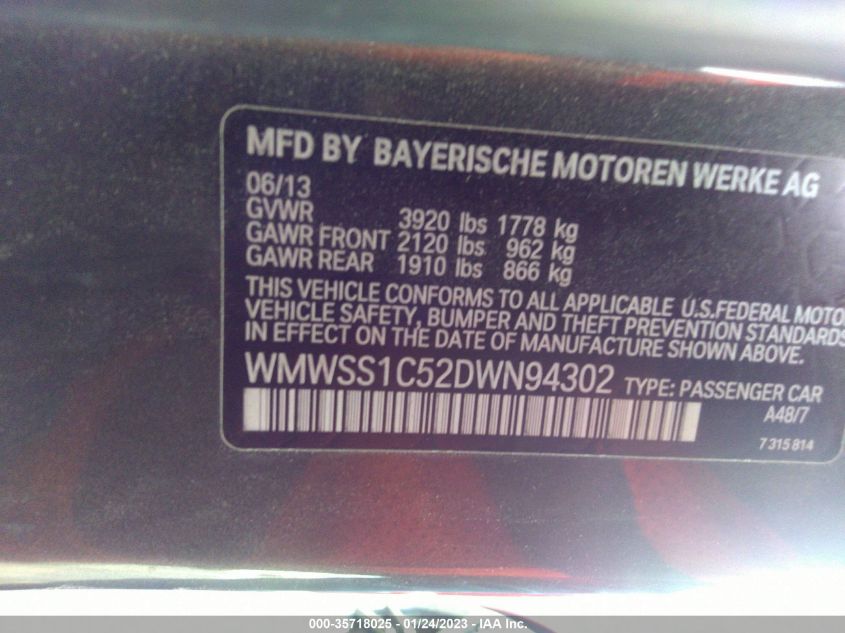 MFD BY BAYERISCHE MOTOREN WERKE AG
06/13
GVWR 3920 lbs 1778 kg
GAWR FRONT 2120 lbs 962 kg
GAWR REAR 1910 lbs 866 kg
THIS VEHICLE CONFORMS TO ALL APPLICABLE U.S.FEDERAL MOTO
VEHICLE SAFETY, BUMPER AND THEFT PREVENTION STANDARDS
IN EFFECT ON THE DATE OF MANUFACTURE SHOWN ABOVE.
WMWSS1C52DWN94302 TYPE: PASSENGER CAR
A48/7
7 315 814
000-35718025 - 01/24/2023 - IAA, Inc.